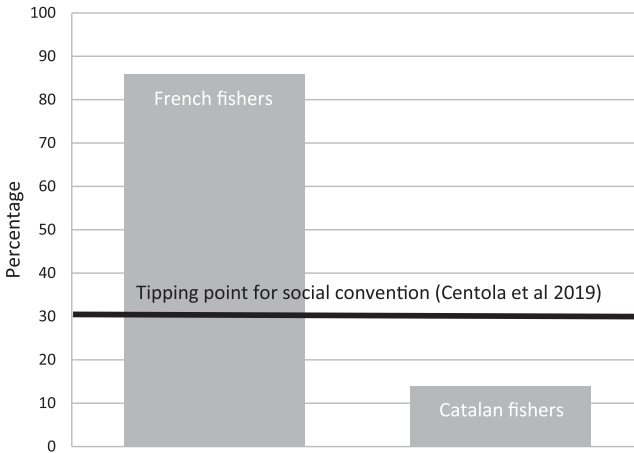 100
90
French fishers
80
70
60
50
Percentage
40
Tipping point for social convention (Centola et al 2019)
30
20
10
Catalan fishers
0